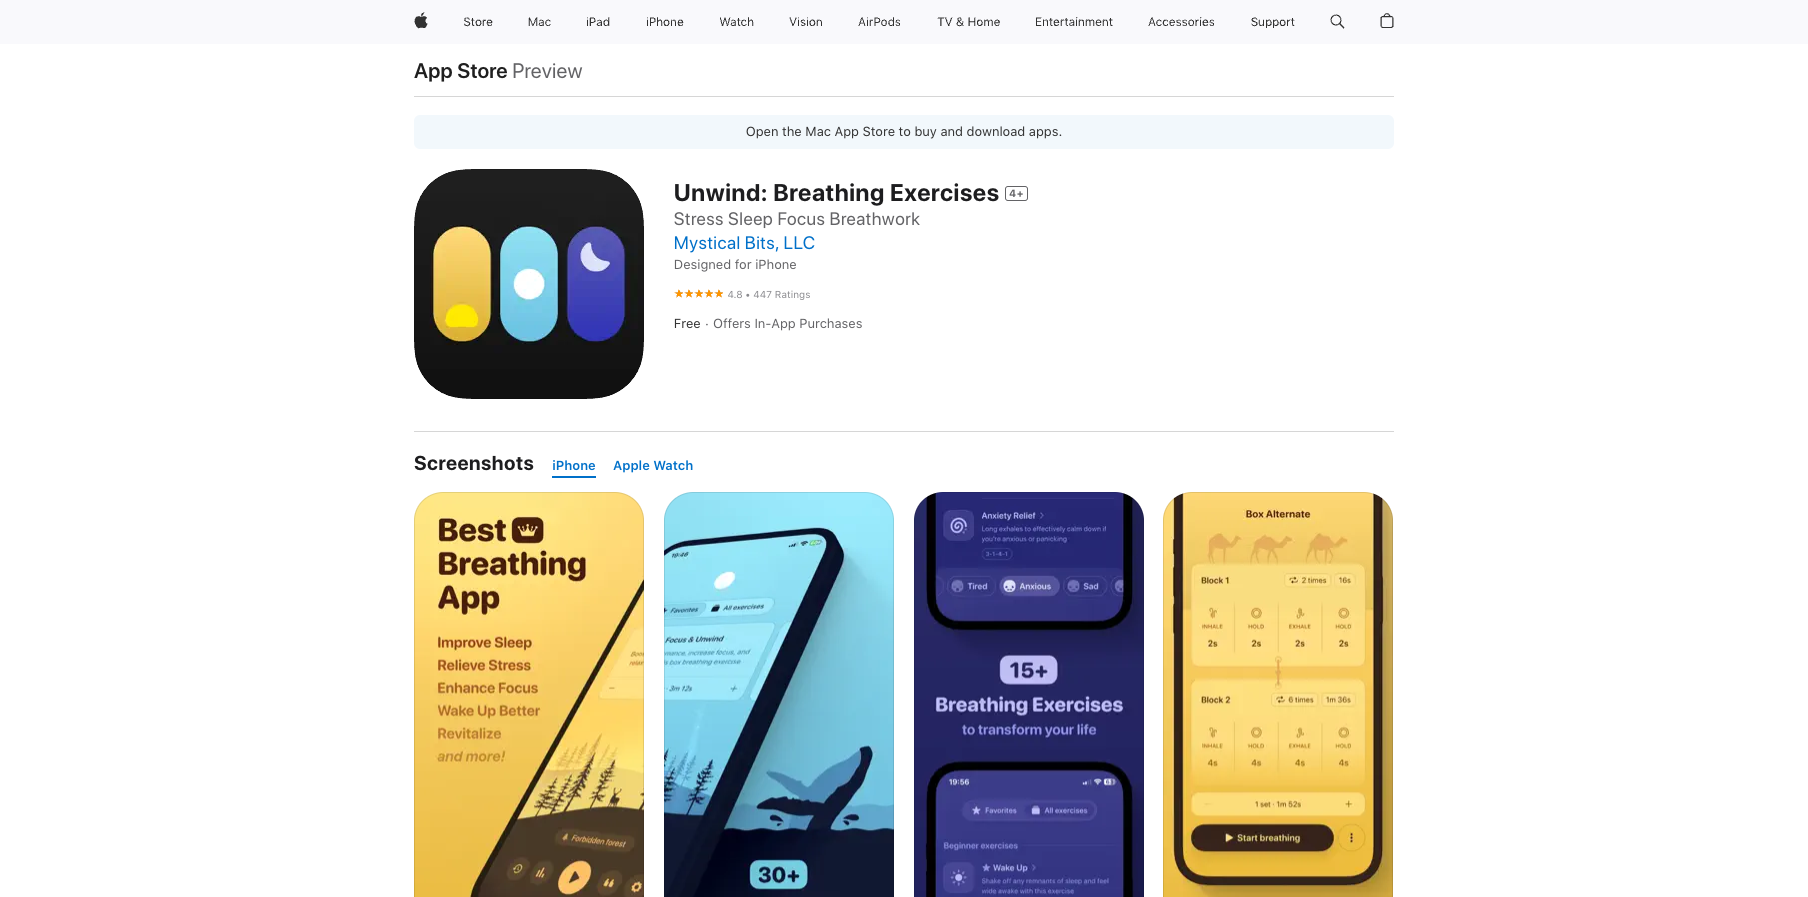 Store Mac iPad iPhone Watch Vision AirPods TV & Home Entertainment Accessories Support
App Store Preview
Open the Mac App Store to buy and download apps.
Unwind: Breathing Exercises 4+
Stress Sleep Focus Breathwork
Mystical Bits, LLC
Designed for iPhone
★★★★★ 4.8 • 447 Ratings
Free · Offers In-App Purchases
Screenshots iPhone Apple Watch
Best
Breathing
App
Improve Sleep
Relieve Stress
Enhance Focus
Wake Up Better
Revitalize
and more!
Forbidden forest
19:46
Favorites All exercises
Focus & Unwind
increase focus, and
box breathing exercise
3m 12s +
30+
Anxiety Relief >
Long exhales to effectively calm down if
you're anxious or panicking
3-1-4-1
Tired Anxious Sad
15+
Breathing Exercises
to transform your life
19:56
Favorites All exercises
Beginner exercises
Wake Up >
Shake off any remnants of sleep and feel
wide awake with this exercise
Box Alternate
Block 1 2 times 16s
INHALE HOLD EXHALE HOLD
2s 2s 2s 2s
Block 2 6 times 1m 36s
INHALE HOLD EXHALE HOLD
4s 4s 4s 4s
1 set · 1m 52s +
Start breathing